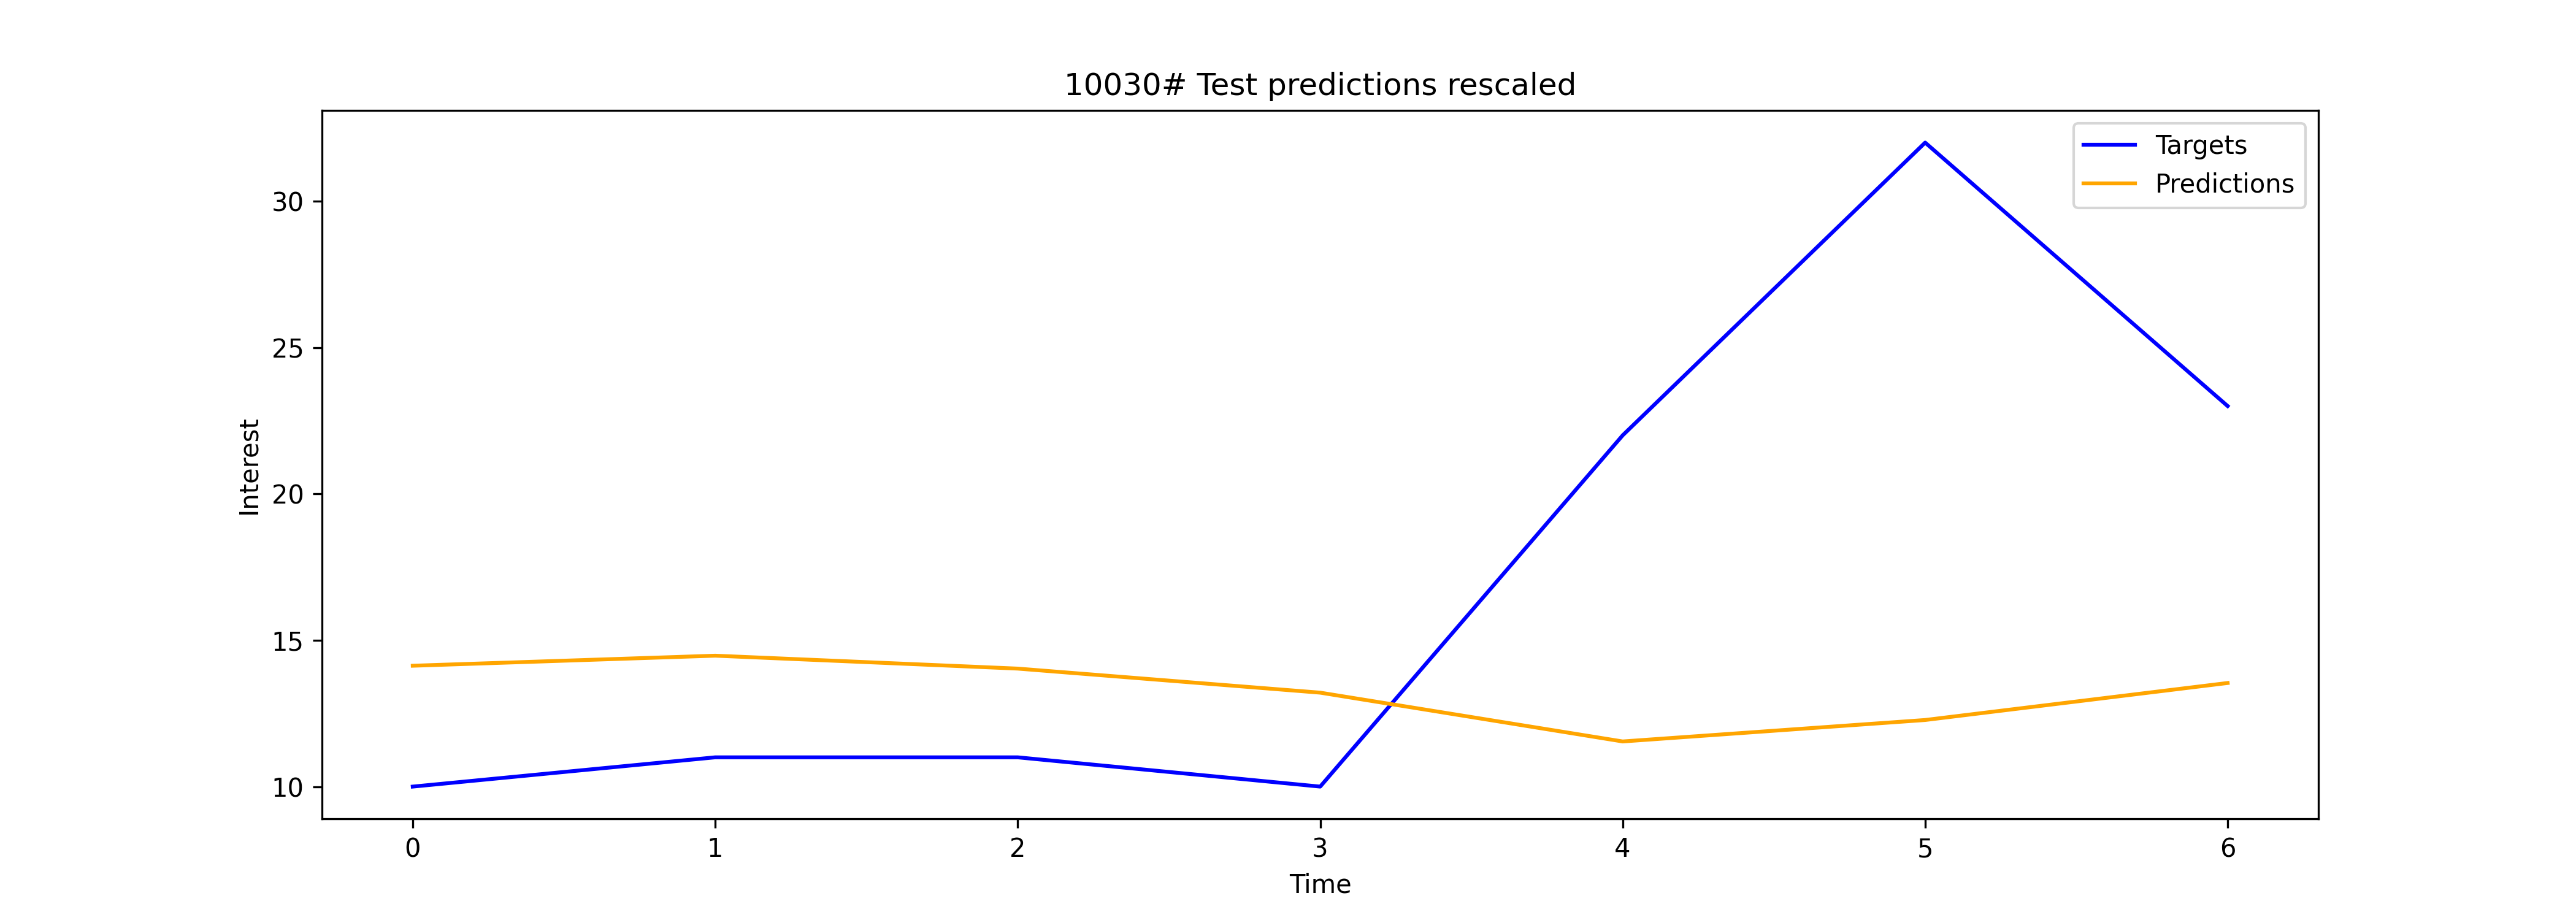 10030# Test predictions rescaled
Targets
Predictions
30
25
20
15
10
Interest
0 1 2 3 4 5 6
Time